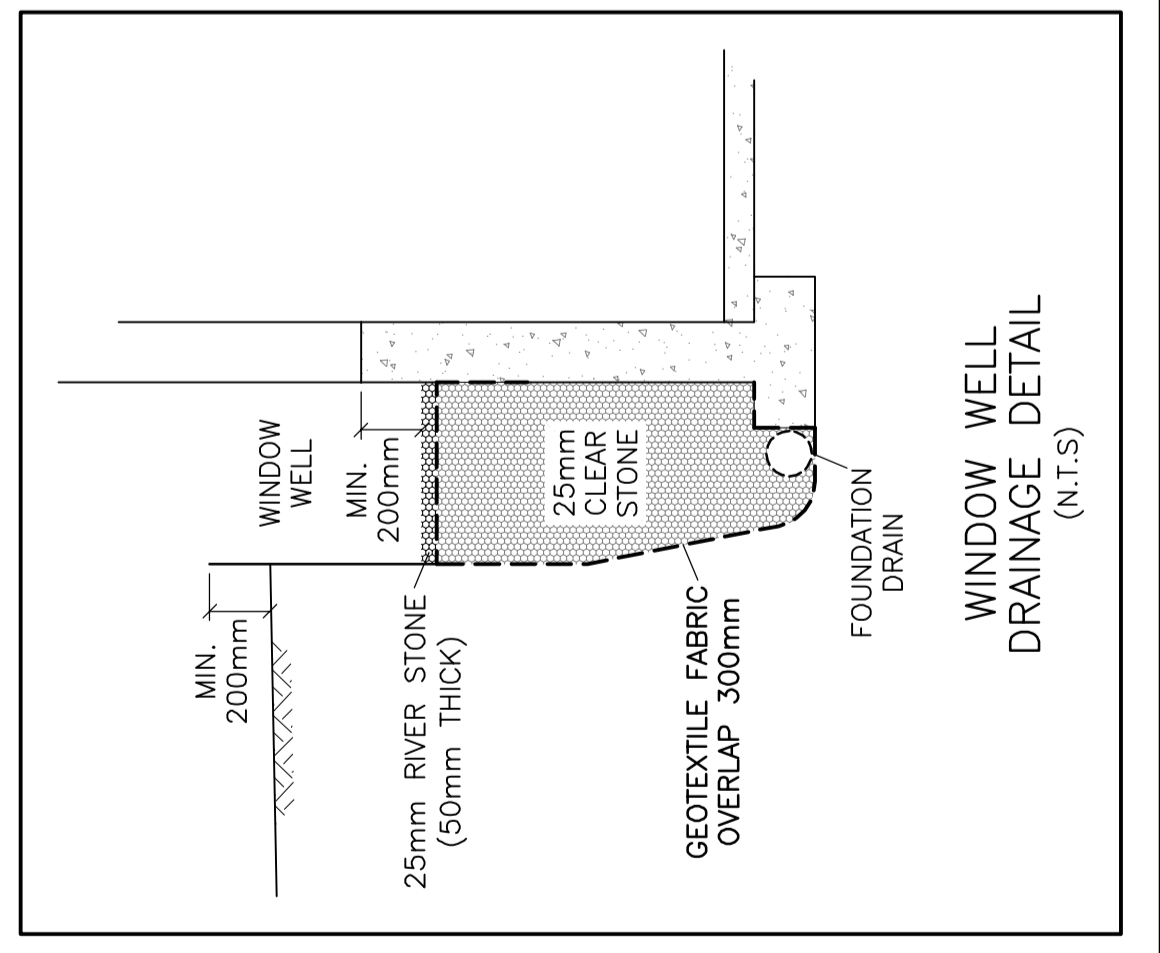 MIN.
200mm
WINDOW
WELL
MIN.
200mm
25mm RIVER STONE
(50mm THICK)
25mm
CLEAR
STONE
GEOTEXTILE FABRIC
OVERLAP 300mm
FOUNDATION
DRAIN
WINDOW WELL
DRAINAGE DETAIL
(N.T.S)